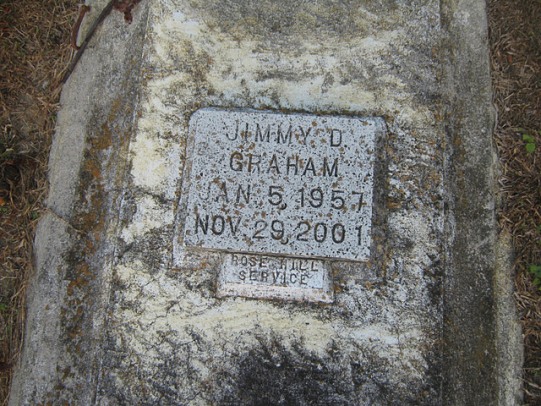 JIMMY D.
GRAHAM
JAN. 5, 1957
NOV. 29, 2001
ROSE HILL
SERVICE